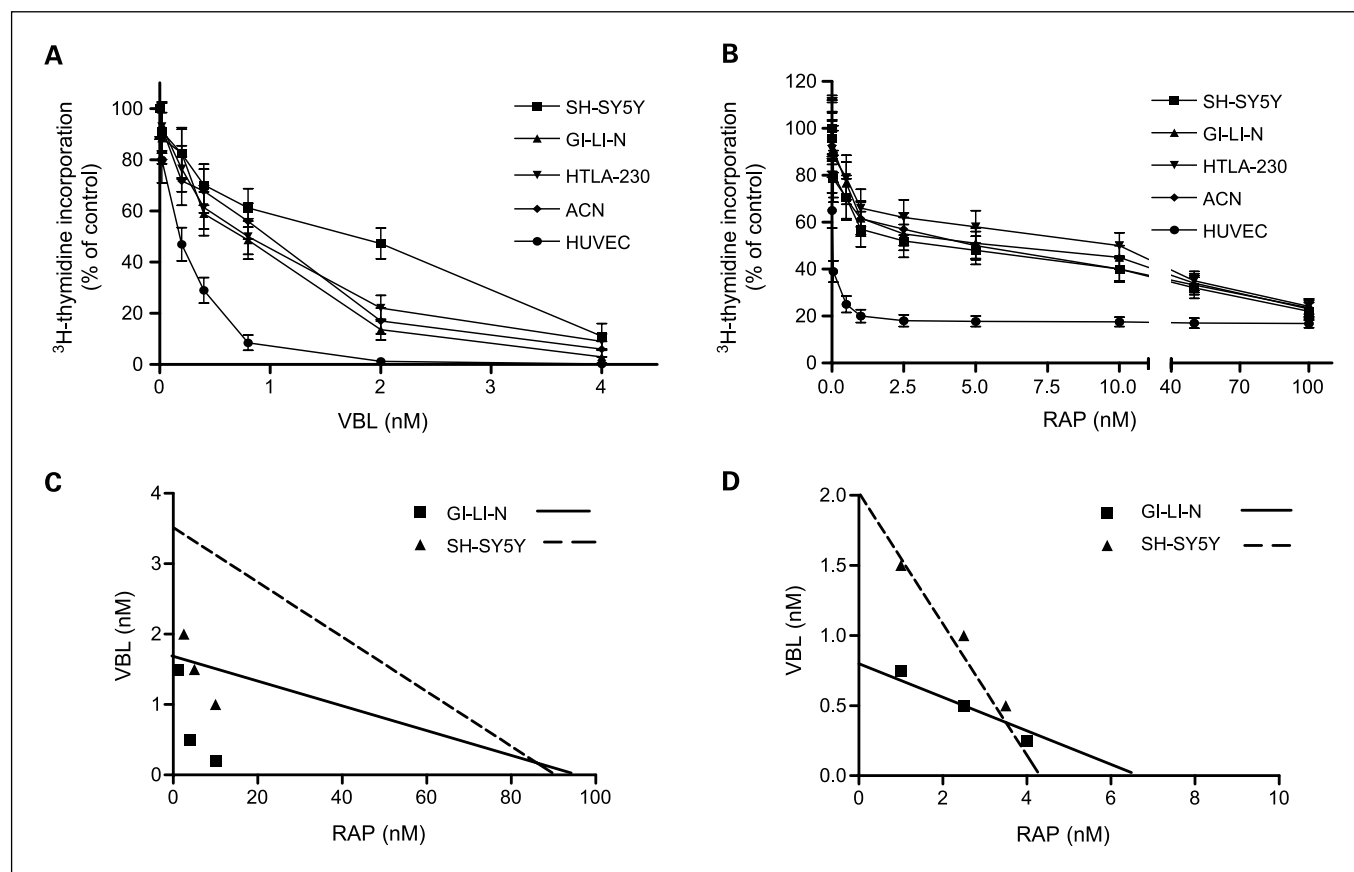 A
³H-thymidine incorporation
(% of control)
100
80
60
40
20
0
0
1
2
3
4
VBL (nM)
SH-SY5Y
GI-LI-N
HTLA-230
ACN
HUVEC
B
³H-thymidine incorporation
(% of control)
120
100
80
60
40
20
0
0.0
2.5
5.0
7.5
10.0
40
70
100
RAP (nM)
SH-SY5Y
GI-LI-N
HTLA-230
ACN
HUVEC
C
VBL (nM)
4
3
2
1
0
0
20
40
60
80
100
RAP (nM)
GI-LI-N
SH-SY5Y
D
VBL (nM)
2.0
1.5
1.0
0.5
0.0
0
2
4
6
8
10
RAP (nM)
GI-LI-N
SH-SY5Y